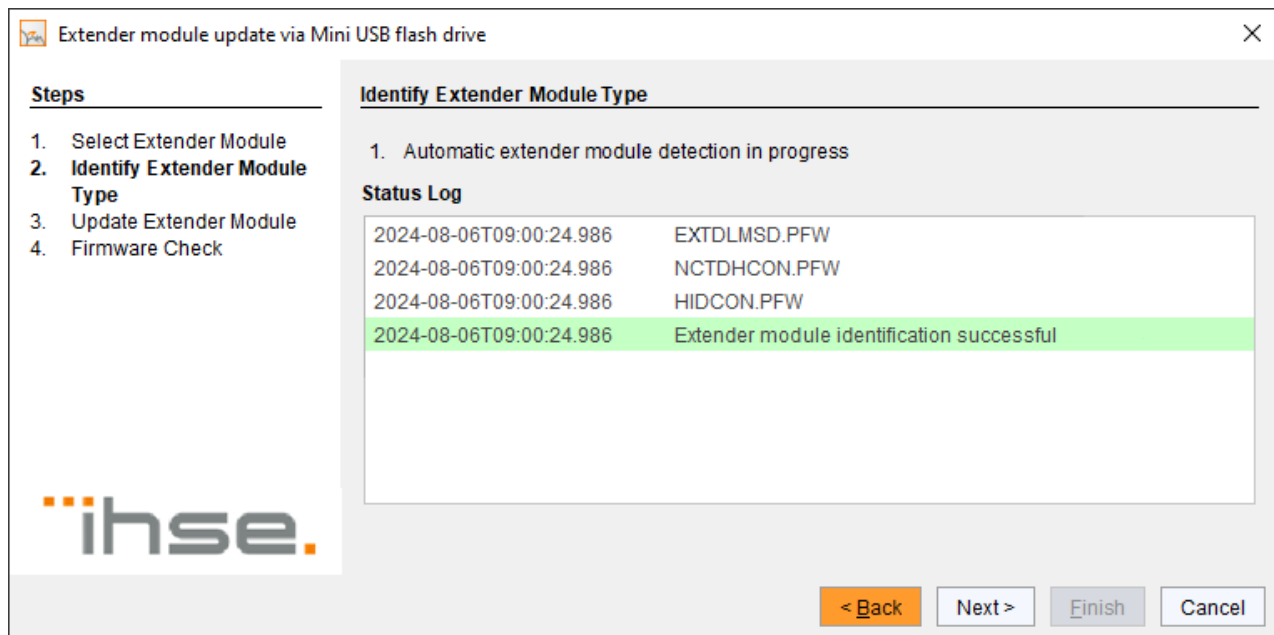 Extender module update via Mini USB flash drive
Steps
1. Select Extender Module
2. Identify Extender Module
Type
3. Update Extender Module
4. Firmware Check
Identify Extender Module Type
1. Automatic extender module detection in progress
Status Log
2024-08-06T09:00:24.986 EXTDLMSD.PFW
2024-08-06T09:00:24.986 NCTDHCON.PFW
2024-08-06T09:00:24.986 HIDCON.PFW
2024-08-06T09:00:24.986 Extender module identification successful
ihse.
< Back Next > Finish Cancel